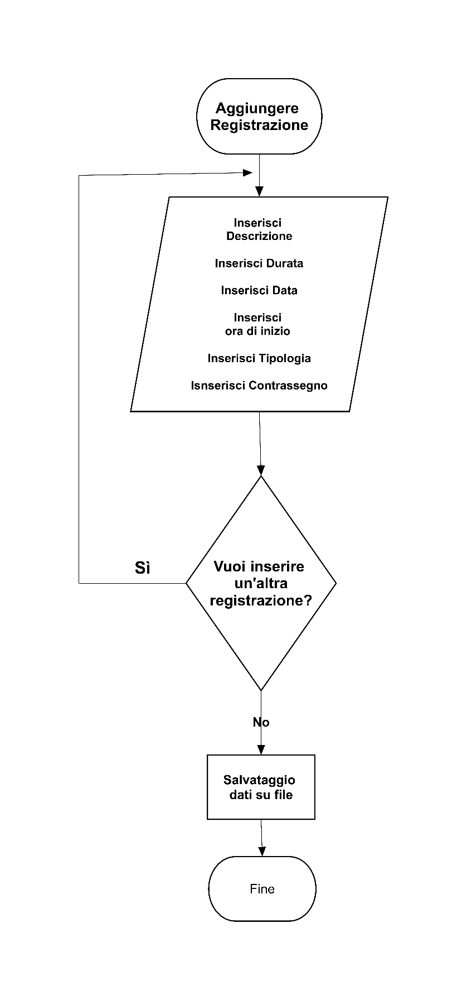 Aggiungere
Registrazione
Inserisci
Descrizione
Inserisci Durata
Inserisci Data
Inserisci
ora di inizio
Inserisci Tipologia
Isnserisci Contrassegno
Sì
Vuoi inserire
un'altra
registrazione?
No
Salvataggio
dati su file
Fine